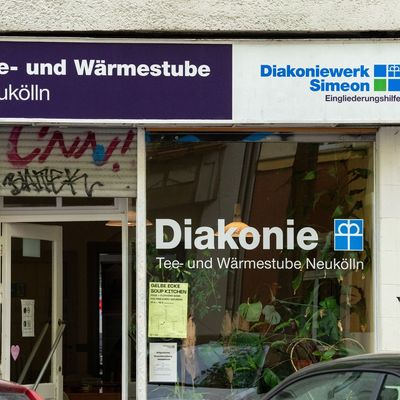 e- und Wärmestube
eukölln
Diakoniewerk
Simeon
Eingliederungshilfe
Diakonie
Tee- und Wärmestube Neukölln
GELBE ECKE
SOUP KITCHEN